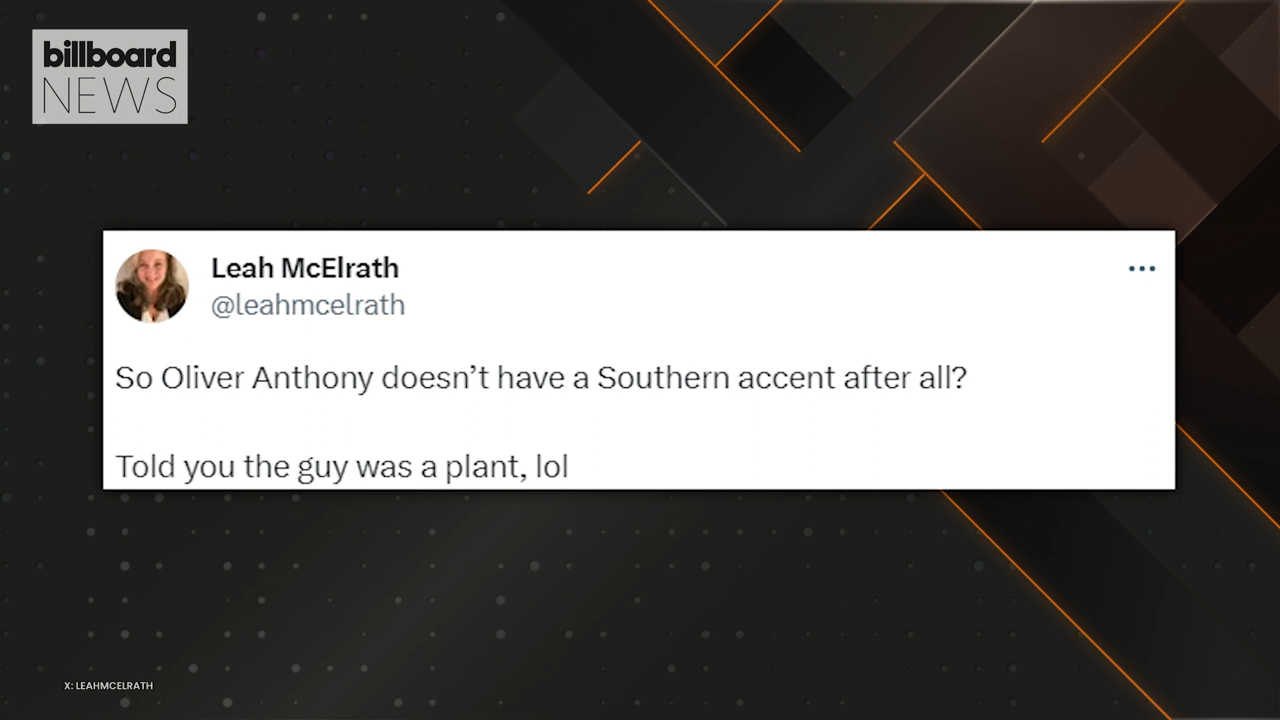 billboard
NEWS
Leah McElrath
@leahmcelrath
So Oliver Anthony doesn’t have a Southern accent after all?
Told you the guy was a plant, lol
X: LEAHMCELRATH